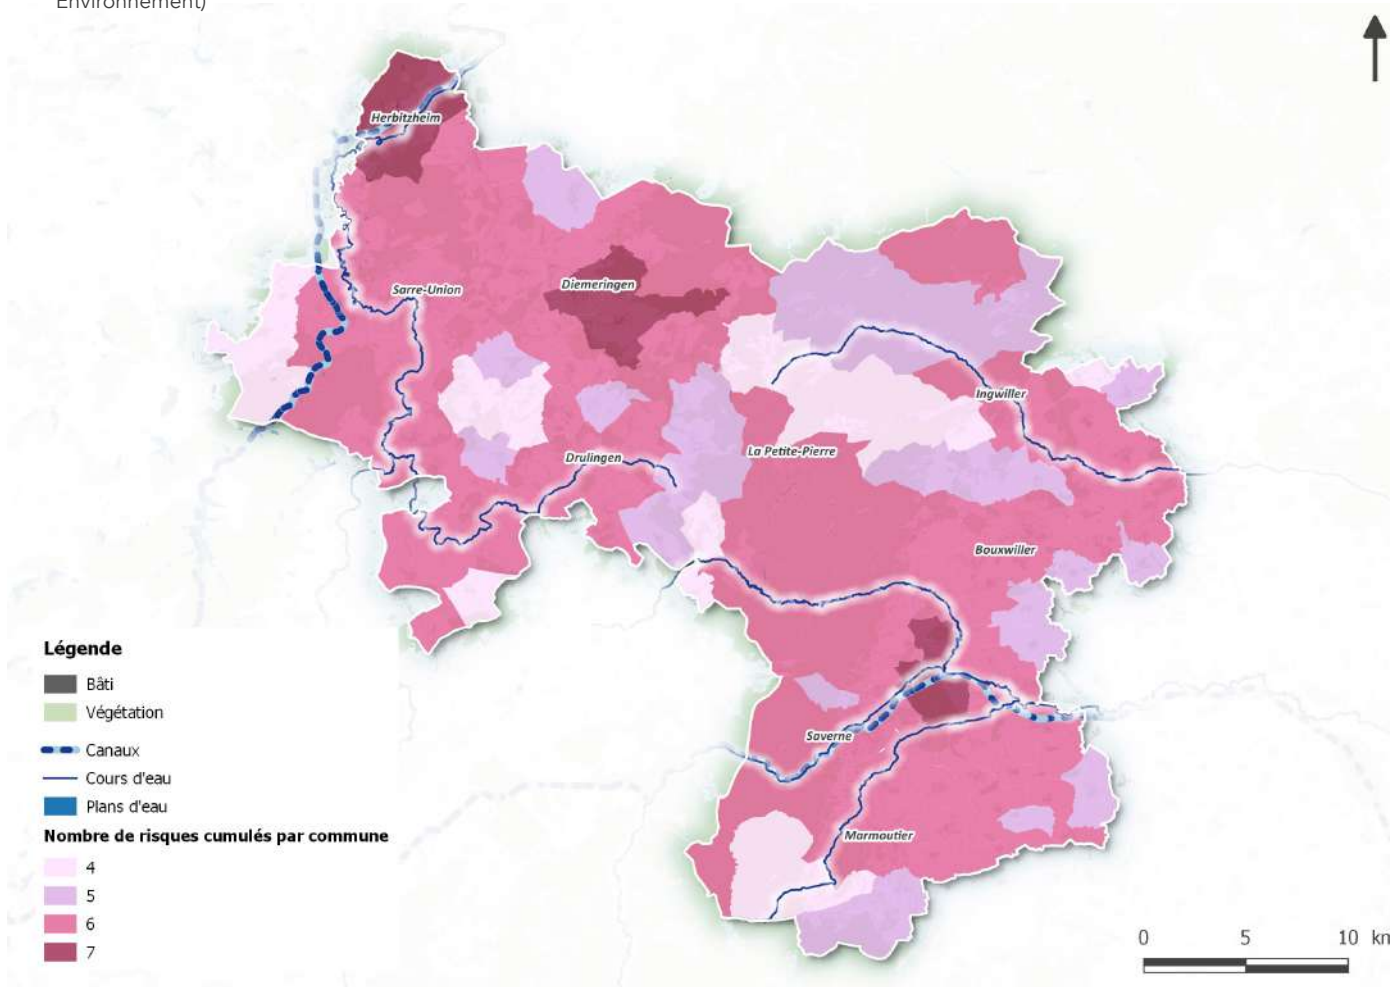 Environnement)
Herbitzheim
Sarre-Union
Diemeringen
Ingwiller
La Petite-Pierre
Drulingen
Bouxwiller
Saverne
Marmoutier
Légende
Bâti
Végétation
Canaux
Cours d'eau
Plans d'eau
Nombre de risques cumulés par commune
4
5
6
7
0 5 10 km